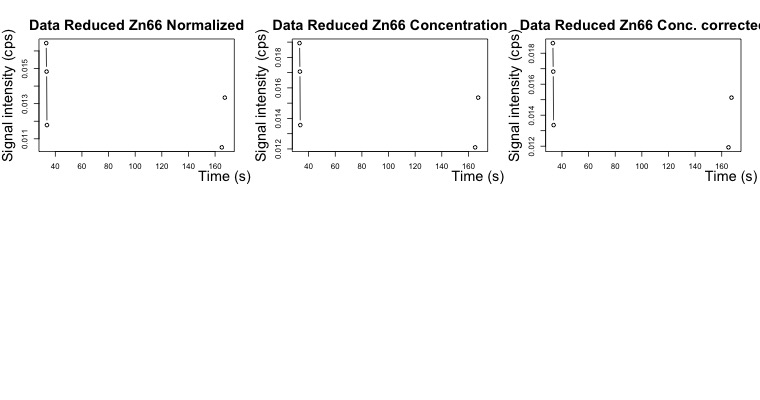 Data Reduced Zn66 Normalized
Signal intensity (cps)
0.011 0.013 0.015
40 60 80 100 120 140 160
Time (s)
Data Reduced Zn66 Concentration
Signal intensity (cps)
0.012 0.014 0.016 0.018
40 60 80 100 120 140 160
Time (s)
Data Reduced Zn66 Conc. correcte
Signal intensity (cps)
0.012 0.014 0.016 0.018
40 60 80 100 120 140 160
Time (s)